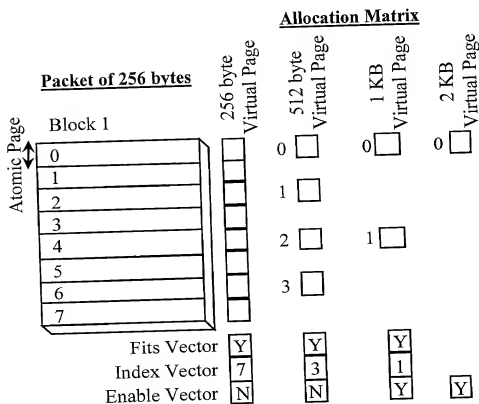 Allocation Matrix
Packet of 256 bytes
256 byte
Virtual Page
512 byte
Virtual Page
1 KB
Virtual Page
2 KB
Virtual Page
Atomic Page
Block 1
0
1
2
3
4
5
6
7
0
1
2
3
0
1
0
Fits Vector Y Y Y
Index Vector 7 3 1
Enable Vector N N Y Y